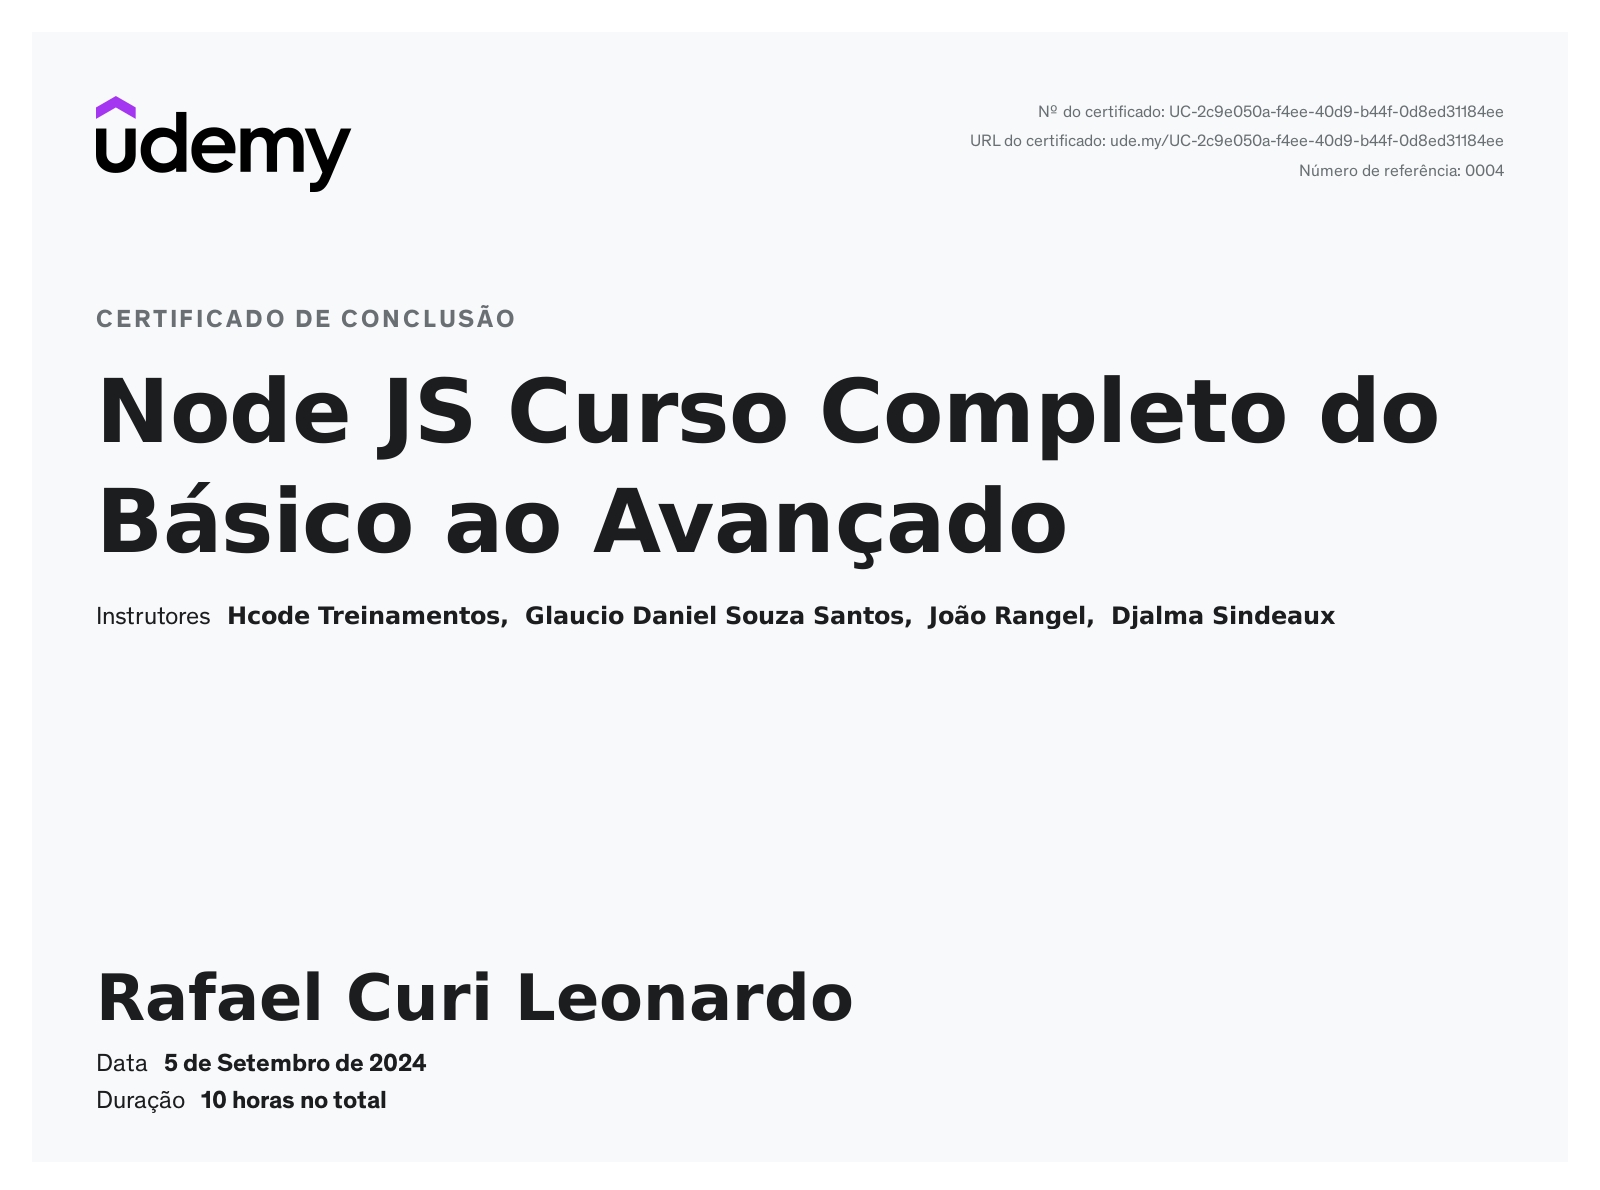 udemy
Nº do certificado: UC-2c9e050a-f4ee-40d9-b44f-0d8ed31184ee
URL do certificado: ude.my/UC-2c9e050a-f4ee-40d9-b44f-0d8ed31184ee
Número de referência: 0004
CERTIFICADO DE CONCLUSÃO
Node JS Curso Completo do
Básico ao Avançado
Instrutores Hcode Treinamentos, Glaucio Daniel Souza Santos, João Rangel, Djalma Sindeaux
Rafael Curi Leonardo
Data 5 de Setembro de 2024
Duração 10 horas no total